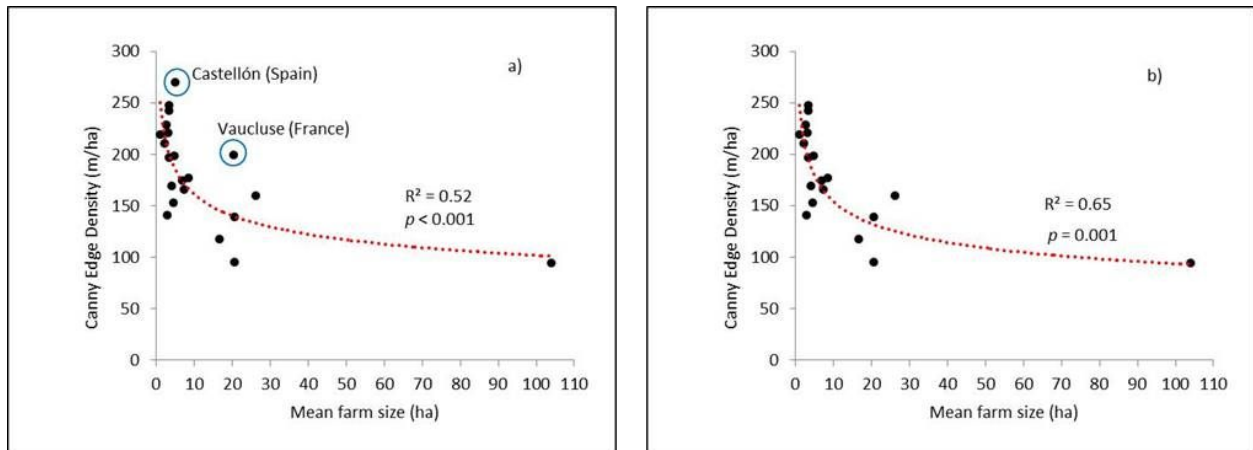 a)
Canny Edge Density (m/ha)
300
250
200
150
100
50
0
Castellón (Spain)
Vaucluse (France)
R² = 0.52
p < 0.001
0 10 20 30 40 50 60 70 80 90 100 110
Mean farm size (ha)
b)
Canny Edge Density (m/ha)
300
250
200
150
100
50
0
R² = 0.65
p = 0.001
0 10 20 30 40 50 60 70 80 90 100 110
Mean farm size (ha)